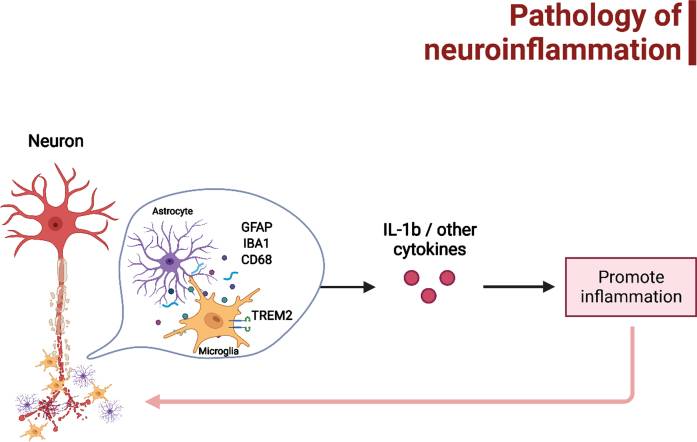 Pathology of
neuroinflammation
Neuron
Astrocyte
GFAP
IBA1
CD68
TREM2
Microglia
IL-1b / other
cytokines
Promote
inflammation